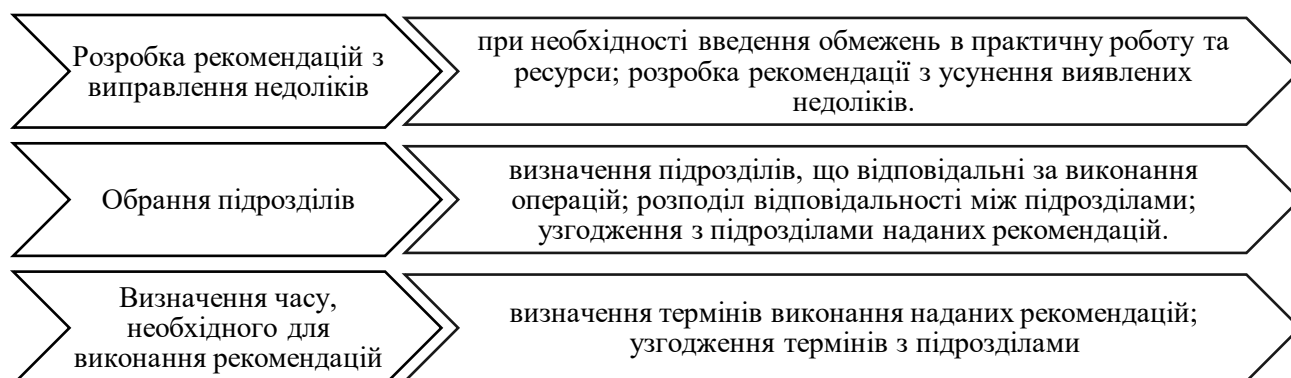 Розробка рекомендацій з
виправлення недоліків
при необхідності введення обмежень в практичну роботу та
ресурси; розробка рекомендації з усунення виявлених
недоліків.
Обрання підрозділів
визначення підрозділів, що відповідальні за виконання
операцій; розподіл відповідальності між підрозділами;
узгодження з підрозділами наданих рекомендацій.
Визначення часу,
необхідного для
виконання рекомендацій
визначення термінів виконання наданих рекомендацій;
узгодження термінів з підрозділами